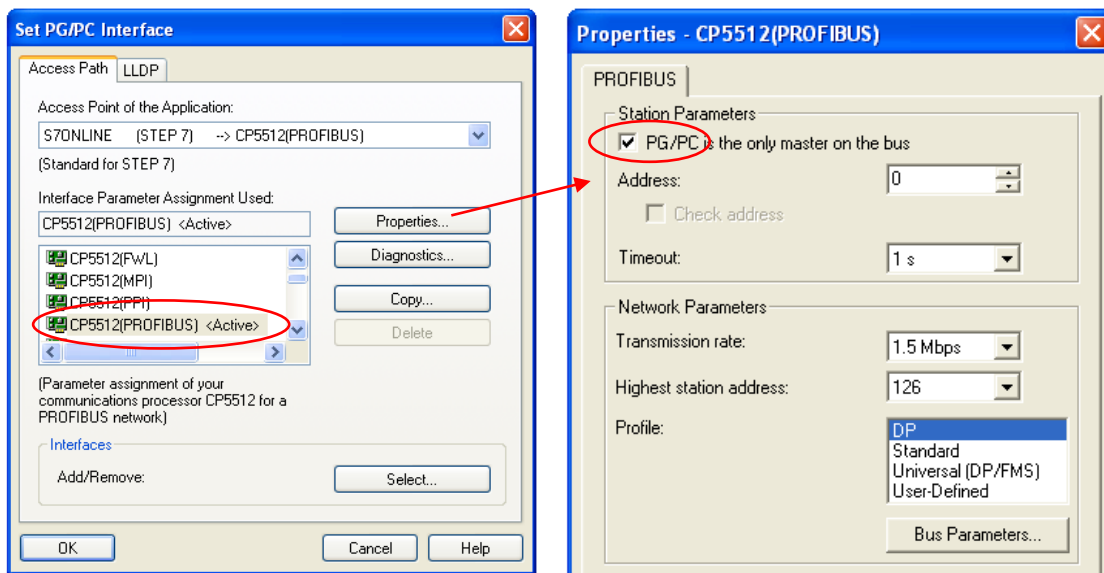 Set PG/PC Interface
Access Path
LLDP
Access Point of the Application:
S7ONLINE (STEP 7) --> CP5512(PROFIBUS)
(Standard for STEP 7)
Interface Parameter Assignment Used:
CP5512(PROFIBUS) <Active>
Properties...
CP5512(FWL)
CP5512(MPI)
CP5512(PPI)
CP5512(PROFIBUS) <Active>
Diagnostics...
Copy...
Delete
(Parameter assignment of your
communications processor CP5512 for a
PROFIBUS network)
Interfaces
Add/Remove:
Select...
OK
Cancel
Help
Properties - CP5512(PROFIBUS)
PROFIBUS
Station Parameters
PG/PC is the only master on the bus
Address:
0
Check address
Timeout:
1 s
Network Parameters
Transmission rate:
1.5 Mbps
Highest station address:
126
Profile:
DP
Standard
Universal (DP/FMS)
User-Defined
Bus Parameters...